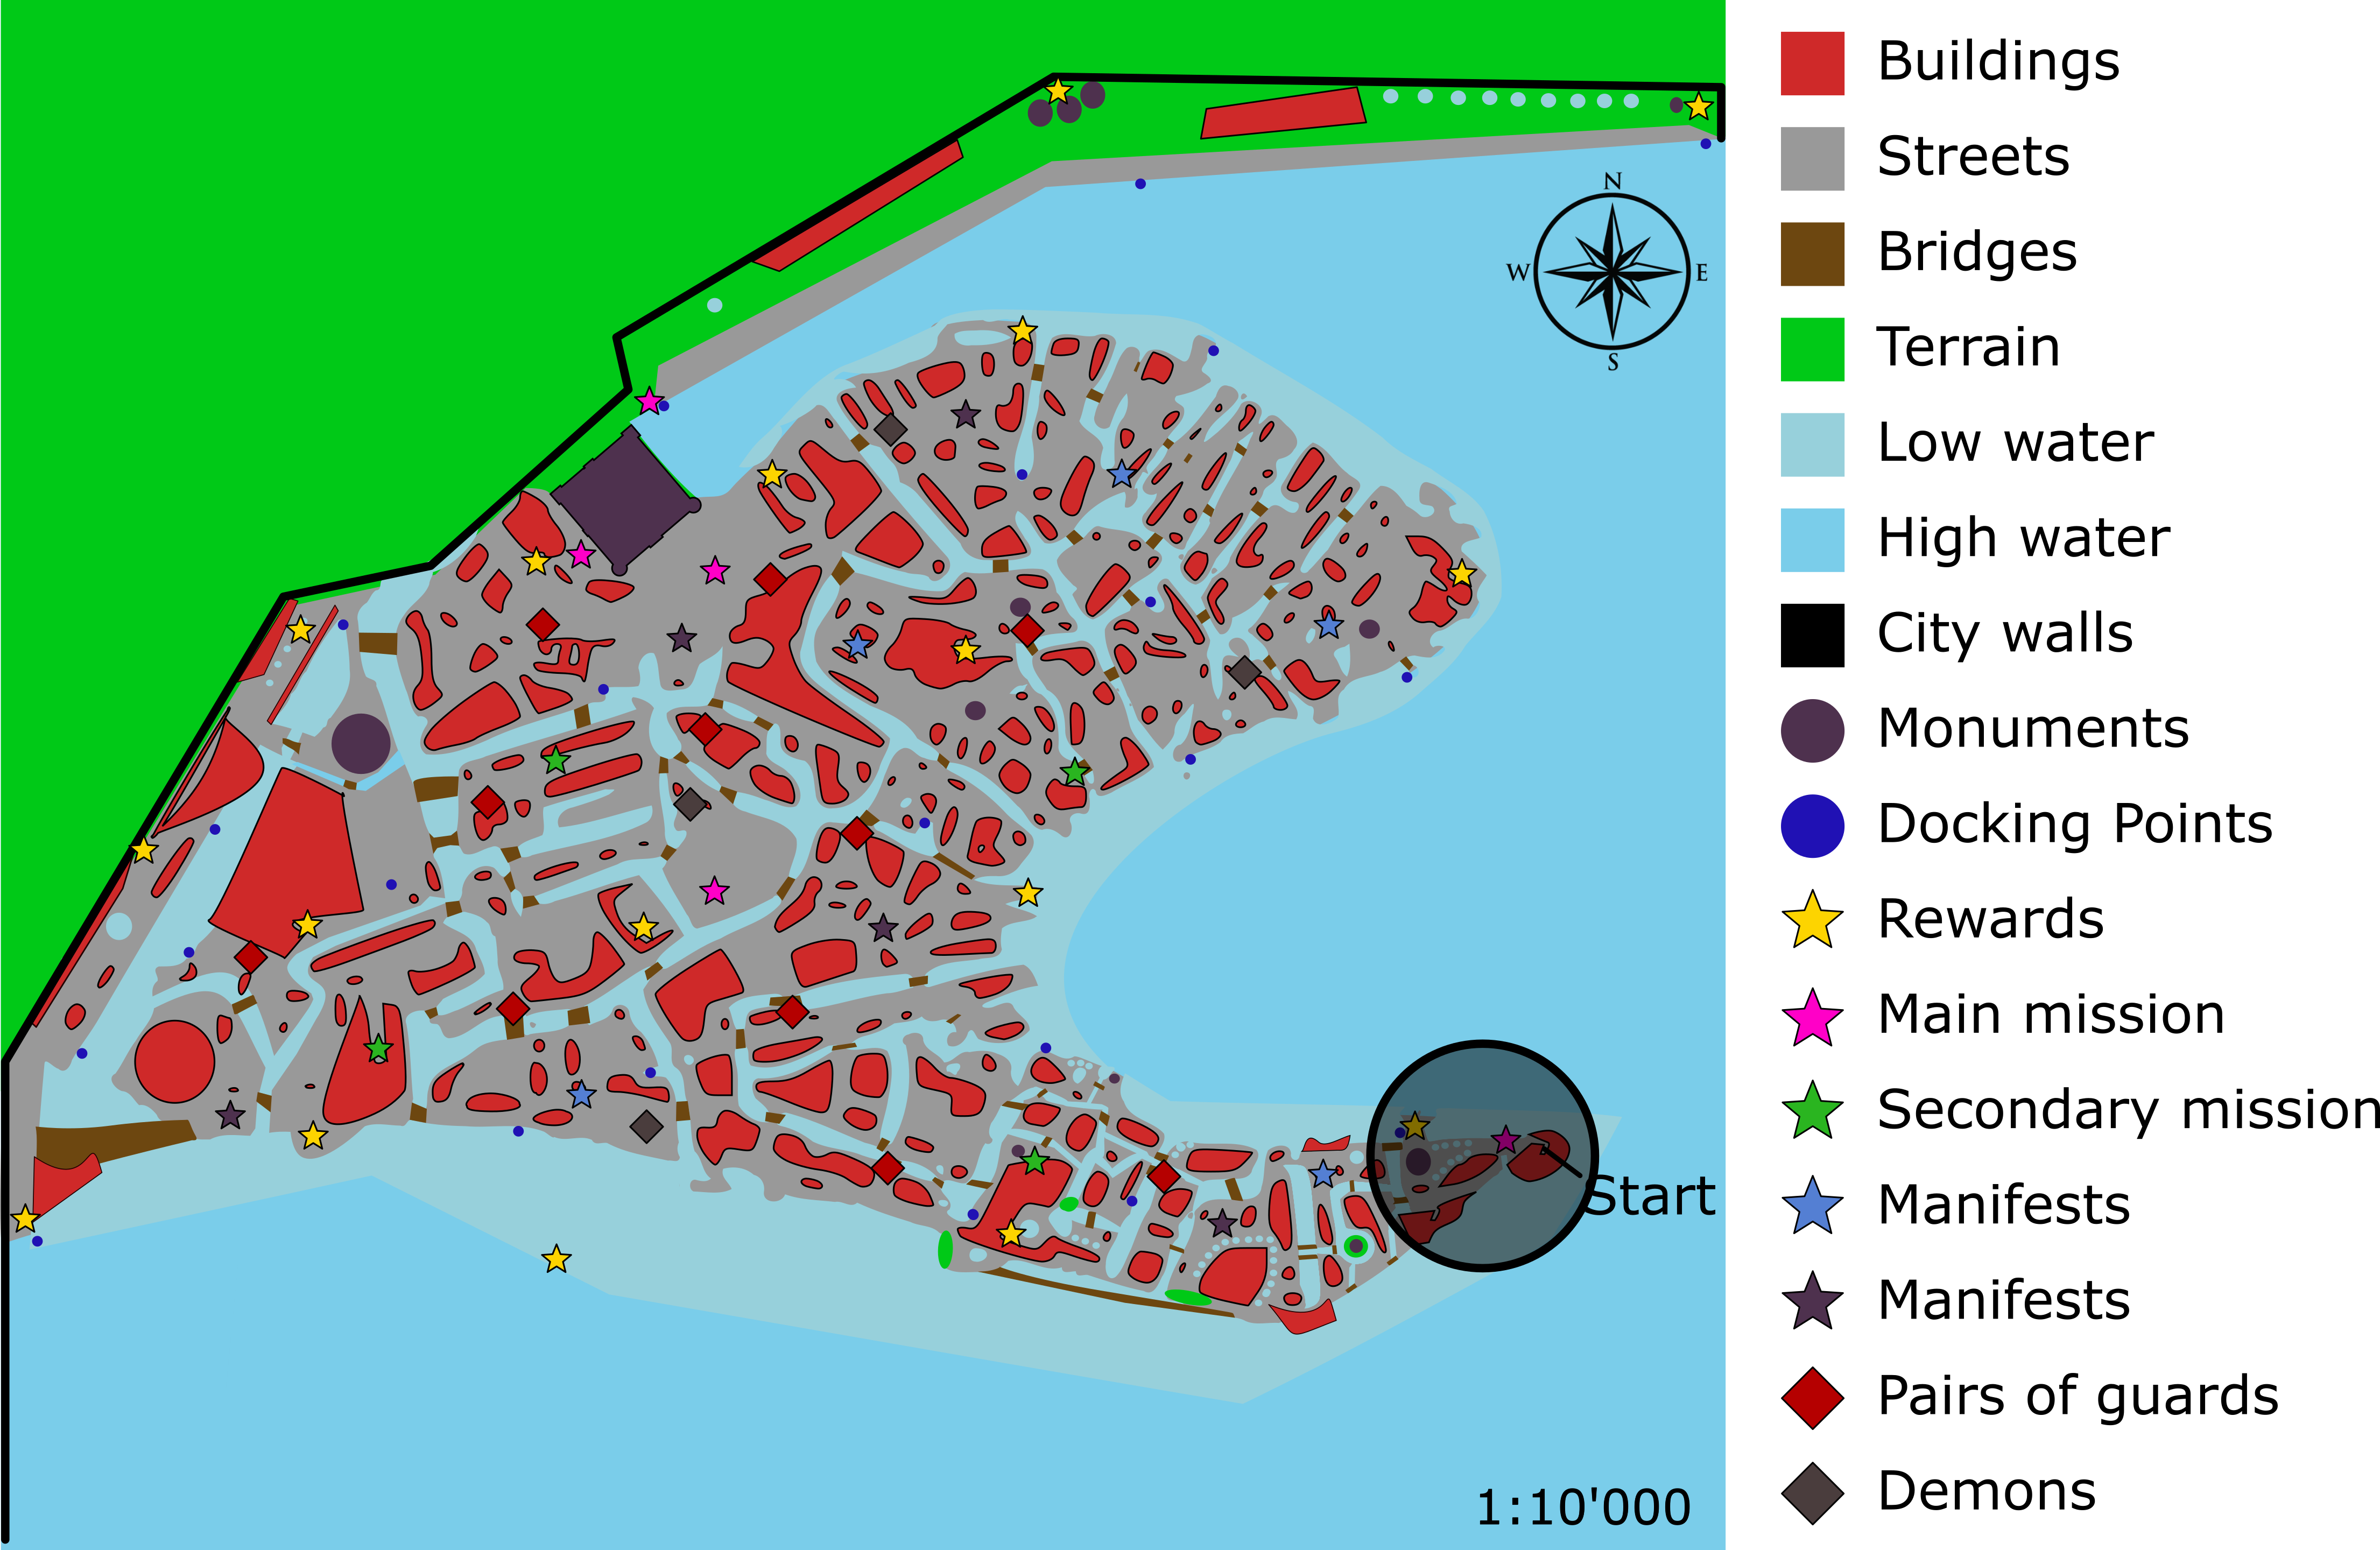 N
W
E
S
Start
1:10'000
Buildings
Streets
Bridges
Terrain
Low water
High water
City walls
Monuments
Docking Points
Rewards
Main mission
Secondary mission
Manifests
Manifests
Pairs of guards
Demons